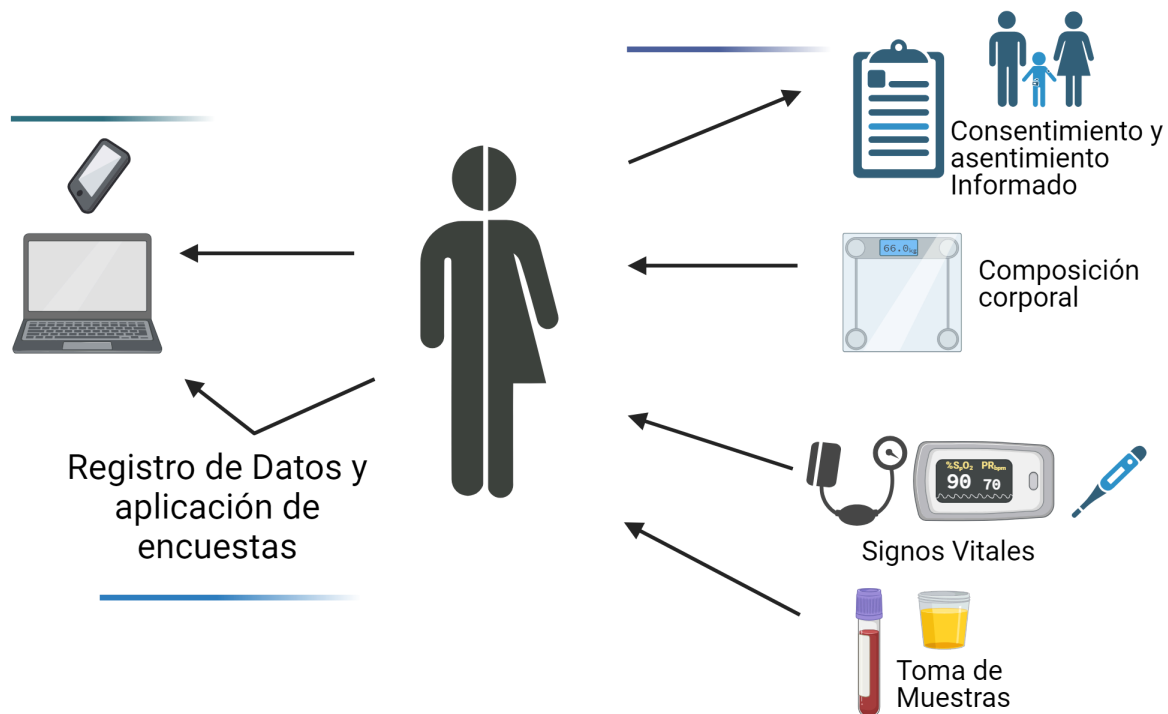 Consentimiento y
asentimiento
Informado
66.0kg
Composición
corporal
Registro de Datos y
aplicación de
encuestas
%SpO2 PRbpm
90 70
Signos Vitales
Toma de
Muestras